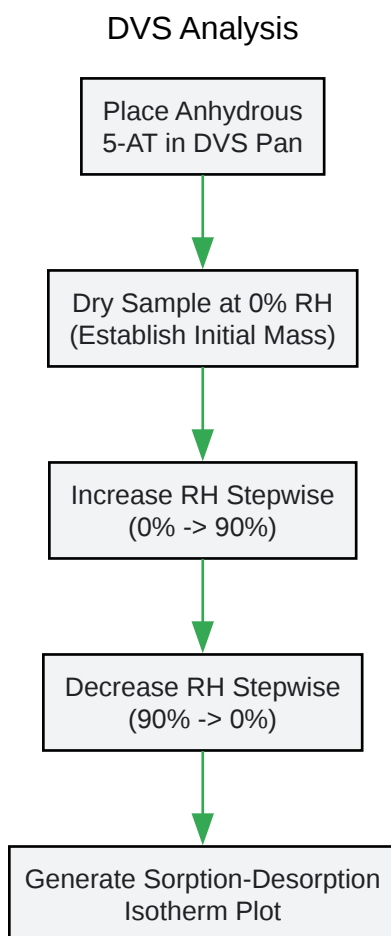 DVS Analysis
Place Anhydrous
5-AT in DVS Pan
Dry Sample at 0% RH
(Establish Initial Mass)
Increase RH Stepwise
(0% -> 90%)
Decrease RH Stepwise
(90% -> 0%)
Generate Sorption-Desorption
Isotherm Plot